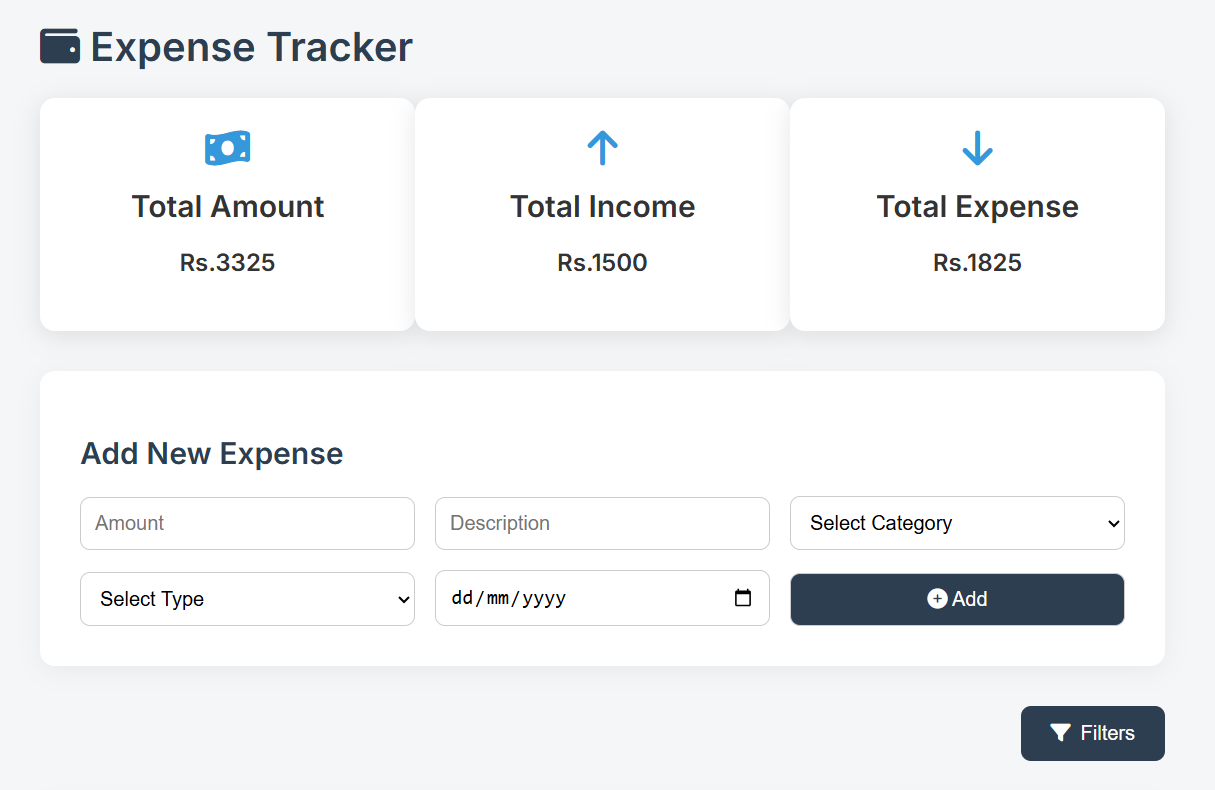 Expense Tracker
Total Amount
Rs.3325
Total Income
Rs.1500
Total Expense
Rs.1825
Add New Expense
Amount
Description
Select Category
Select Type
dd/mm/yyyy
Add
Filters